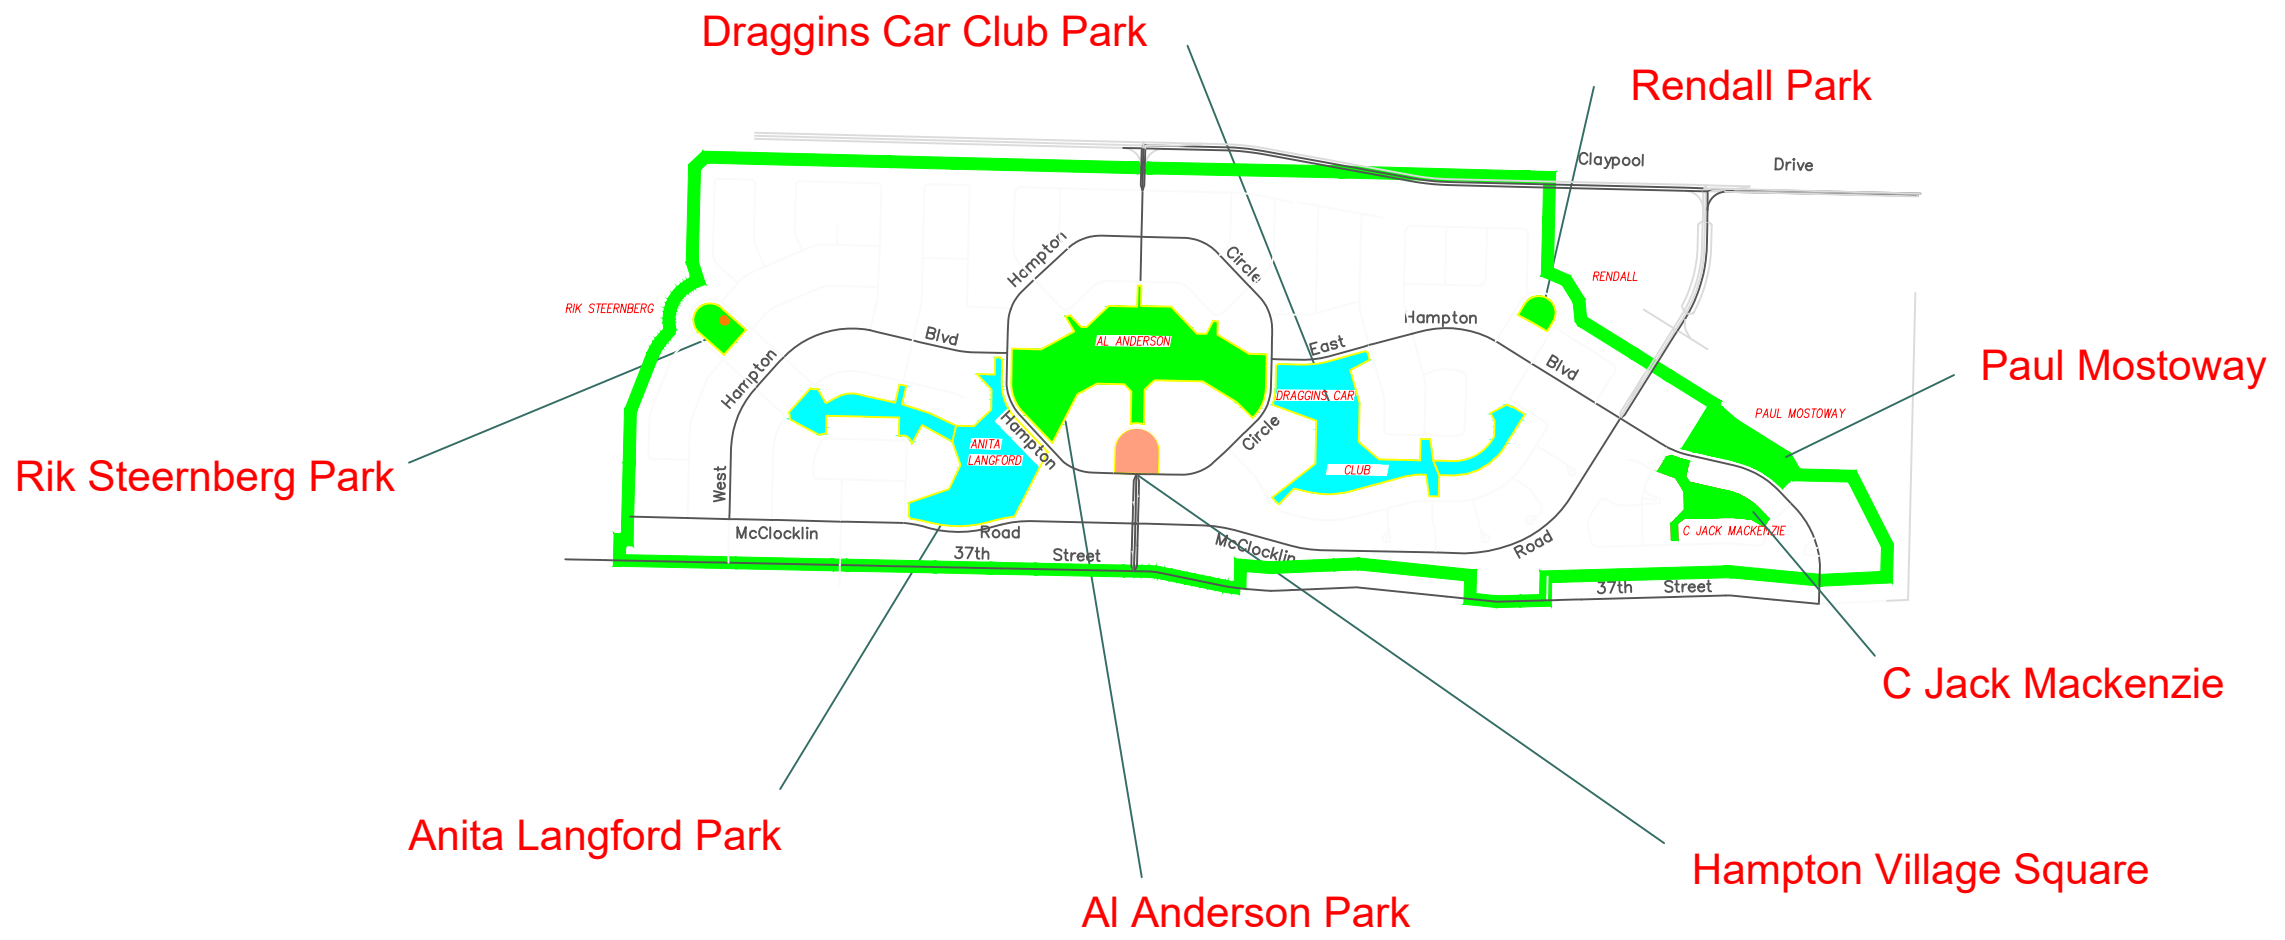 Draggins Car Club Park
Rendall Park
Claypool Drive
Hampton Circle
RENDALL
RIK STEERNBERG
Hampton Blvd
AL ANDERSON
East Hampton Blvd
Paul Mostoway
DRAGGINS CAR
CLUB
PAUL MOSTOWAY
Hampton Circle
ANITA
LANGFORD
West
Rik Steernberg Park
McClocklin Road
McClocklin Road
C JACK MACKENZIE
37th Street
37th Street
C Jack Mackenzie
Anita Langford Park
Hampton Village Square
Al Anderson Park